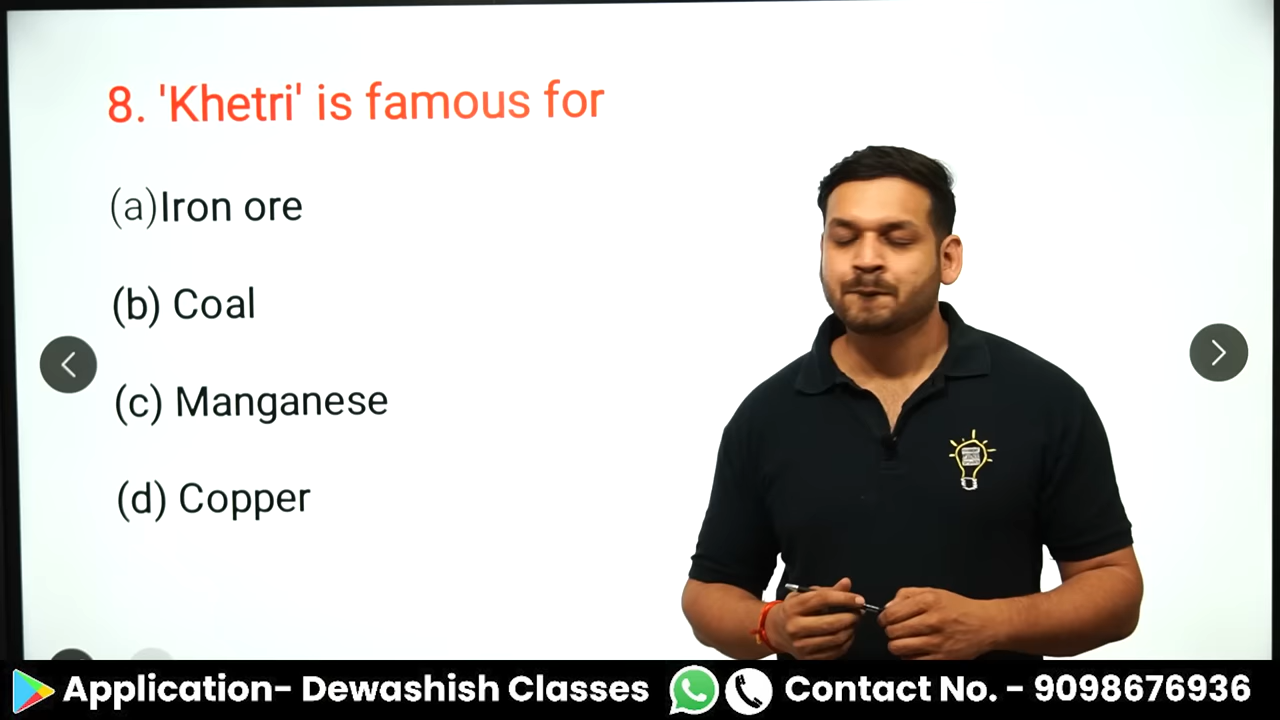 8. 'Khetri' is famous for
(a)Iron ore
(b) Coal
(c) Manganese
(d) Copper
Application- Dewashish Classes
Contact No. - 9098676936